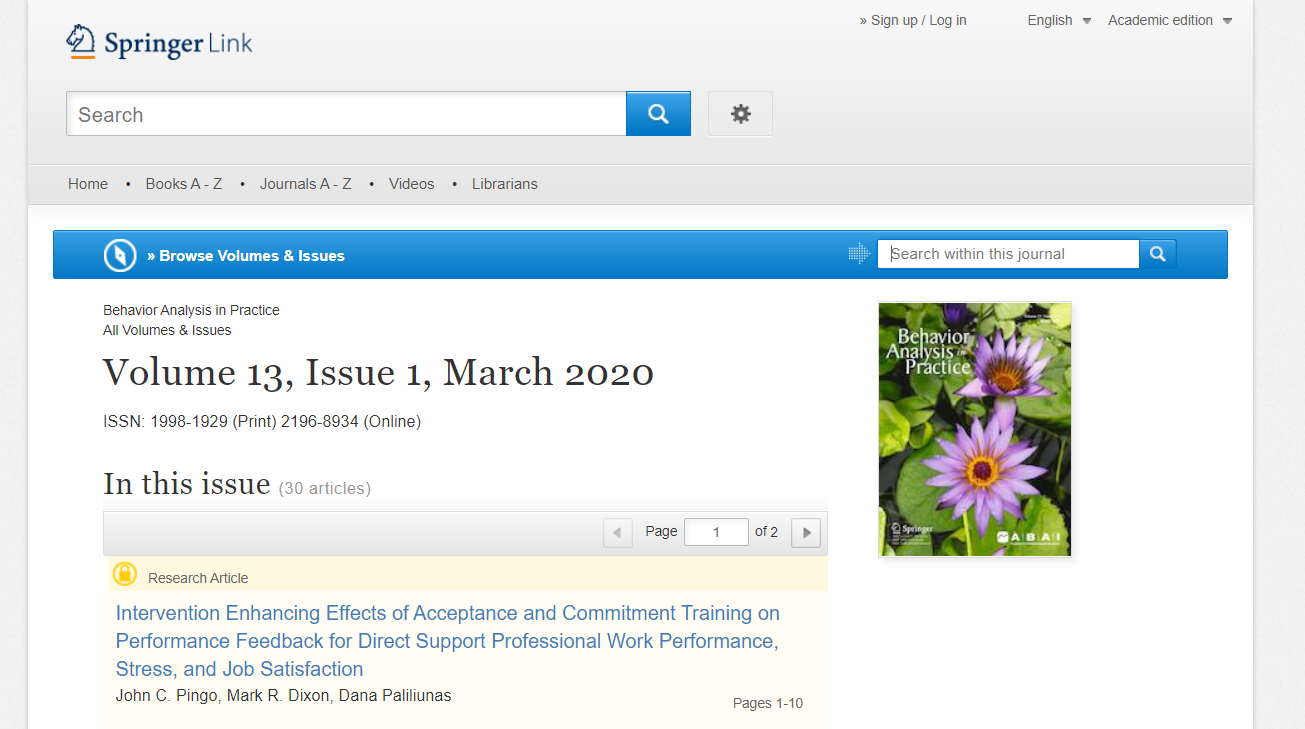 » Sign up / Log in
English
Academic edition
Springer Link
Search
Home • Books A - Z • Journals A - Z • Videos • Librarians
» Browse Volumes & Issues
Search within this journal
Behavior Analysis in Practice
All Volumes & Issues
Volume 13, Issue 1, March 2020
ISSN: 1998-1929 (Print) 2196-8934 (Online)
In this issue (30 articles)
Page 1 of 2
Research Article
Intervention Enhancing Effects of Acceptance and Commitment Training on
Performance Feedback for Direct Support Professional Work Performance,
Stress, and Job Satisfaction
John C. Pingo, Mark R. Dixon, Dana Paliliunas
Pages 1-10
Behavior
Analysis in
Practice
Springer
ABAI